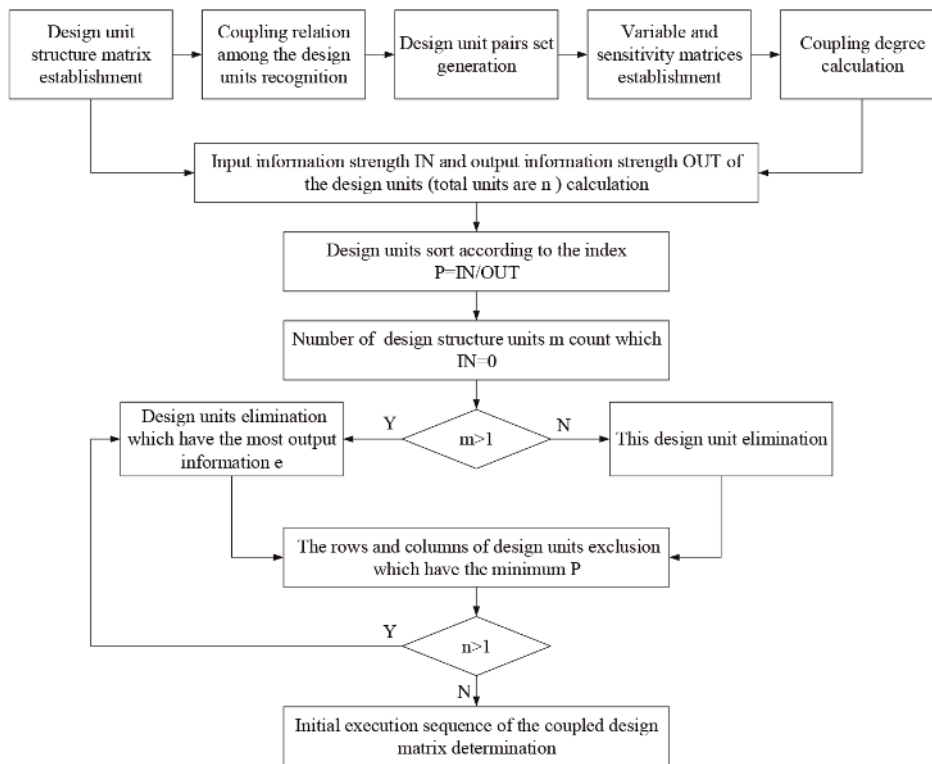 Design unit
structure matrix
establishment
Coupling relation
among the design
units recognition
Design unit pairs set
generation
Variable and
sensitivity matrices
establishment
Coupling degree
calculation
Input information strength IN and output information strength OUT of
the design units (total units are n ) calculation
Design units sort according to the index
P=IN/OUT
Number of design structure units m count which
IN=0
Design units elimination
which have the most output
information e
Y
m>1
N
This design unit elimination
The rows and columns of design units exclusion
which have the minimum P
Y
n>1
N
Initial execution sequence of the coupled design
matrix determination